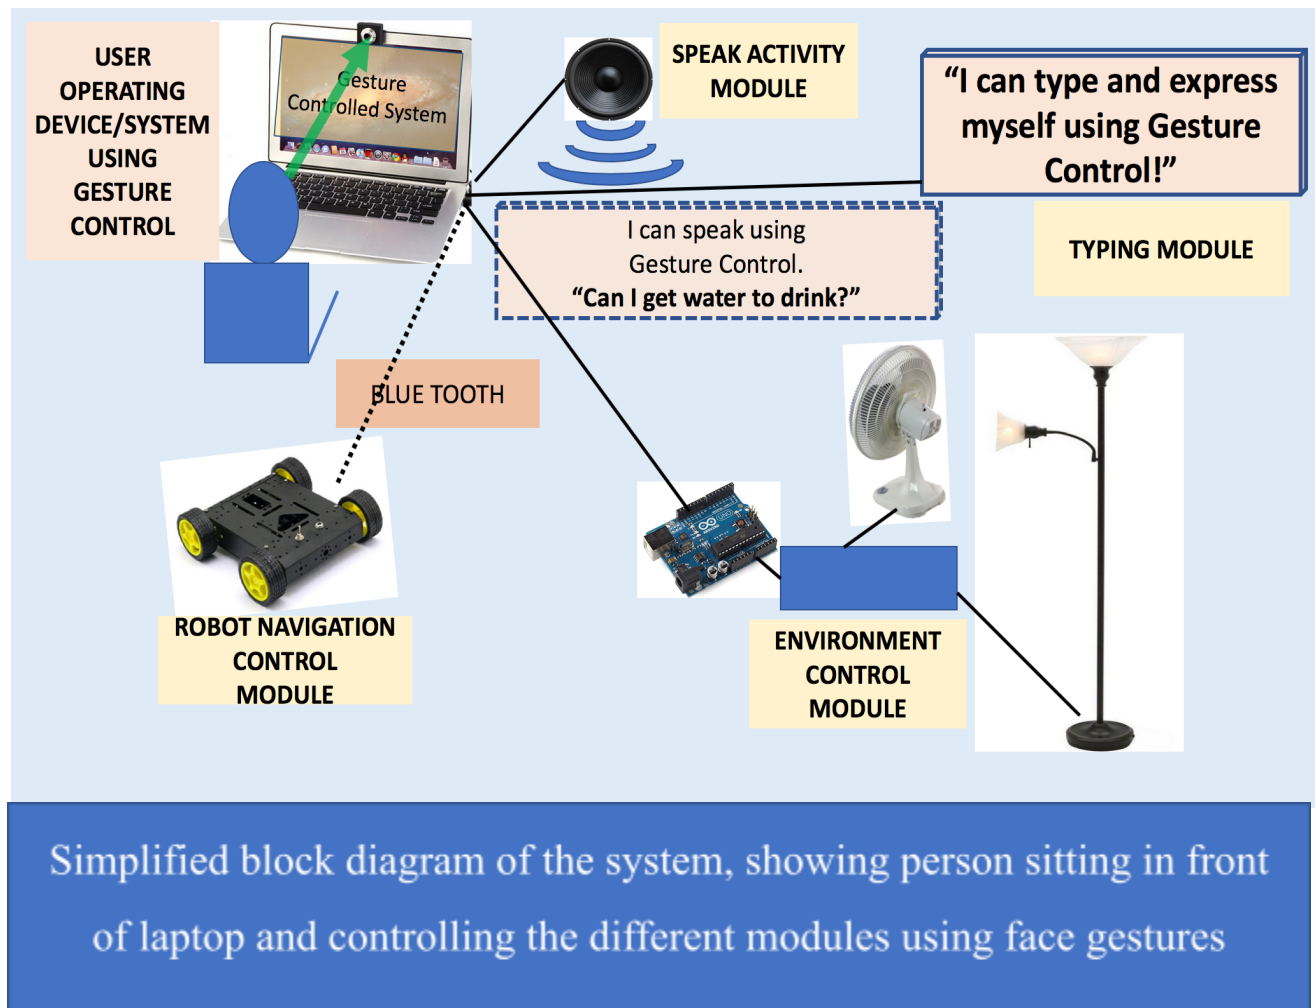 USER
OPERATING
DEVICE/SYSTEM
USING
GESTURE
CONTROL
Gesture
Controlled System
SPEAK ACTIVITY
MODULE
“I can type and express
myself using Gesture
Control!”
TYPING MODULE
I can speak using
Gesture Control.
“Can I get water to drink?”
BLUE TOOTH
ROBOT NAVIGATION
CONTROL
MODULE
UNO
ARDUINO
ENVIRONMENT
CONTROL
MODULE
Simplified block diagram of the system, showing person sitting in front
of laptop and controlling the different modules using face gestures